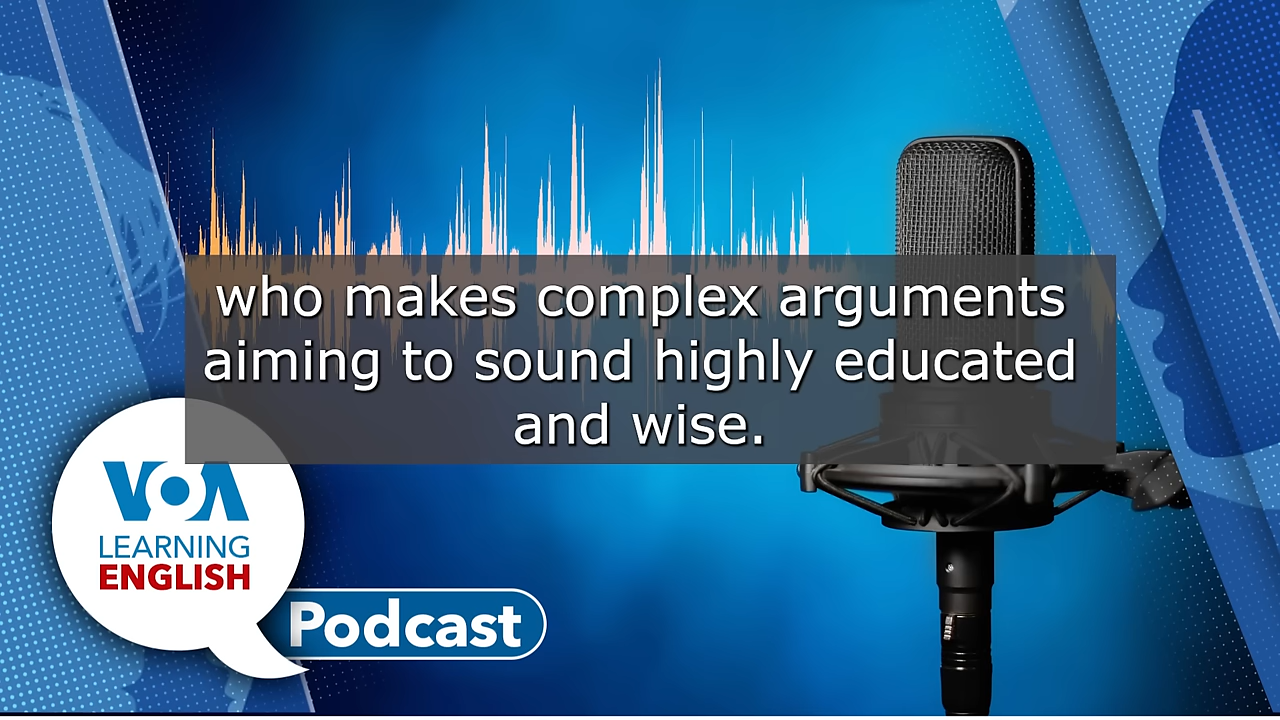 who makes complex arguments
aiming to sound highly educated
and wise.
VOA
LEARNING
ENGLISH
Podcast